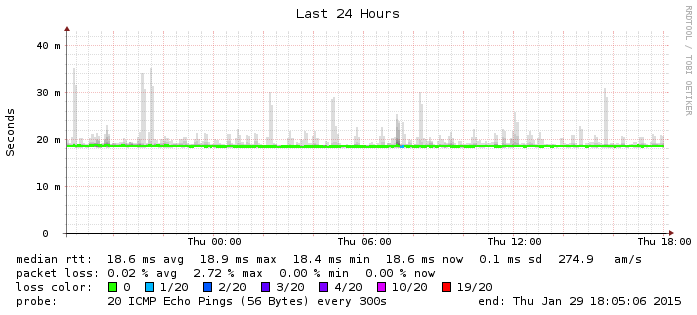 Last 24 Hours
RRDTOOL / TOBI OETIKER
Seconds
40 m
30 m
20 m
10 m
0
Thu 00:00 Thu 06:00 Thu 12:00 Thu 18:00
median rtt: 18.6 ms avg 18.9 ms max 18.4 ms min 18.6 ms now 0.1 ms sd 274.9 am/s
packet loss: 0.02 % avg 2.72 % max 0.00 % min 0.00 % now
loss color: 0 1/20 2/20 3/20 4/20 10/20 19/20
probe: 20 ICMP Echo Pings (56 Bytes) every 300s end: Thu Jan 29 18:05:06 2015